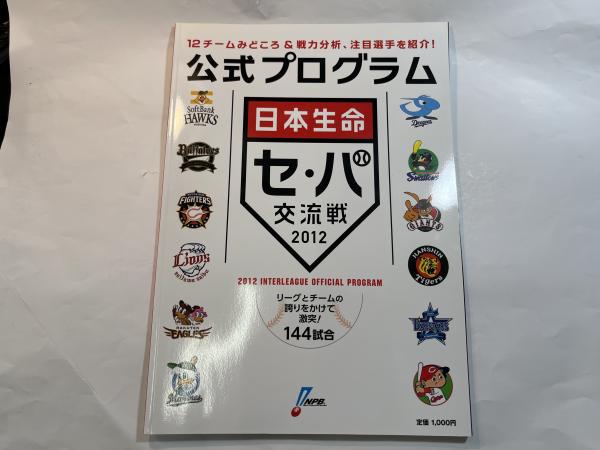 12チームみどころ&戦力分析、注目選手を紹介!
公式プログラム
日本生命
セ・パ
交流戦
2012
2012 INTERLEAGUE OFFICIAL PROGRAM
リーグとチームの
誇りをかけて
激突!
144試合
SoftBank
HAWKS
Buffaloes
FIGHTERS
Lions
RAKUTEN
EAGLES
Marines
Dragons
Swallows
GIANTS
HANSHIN
Tigers
Carp
NPB
定価 1,000円